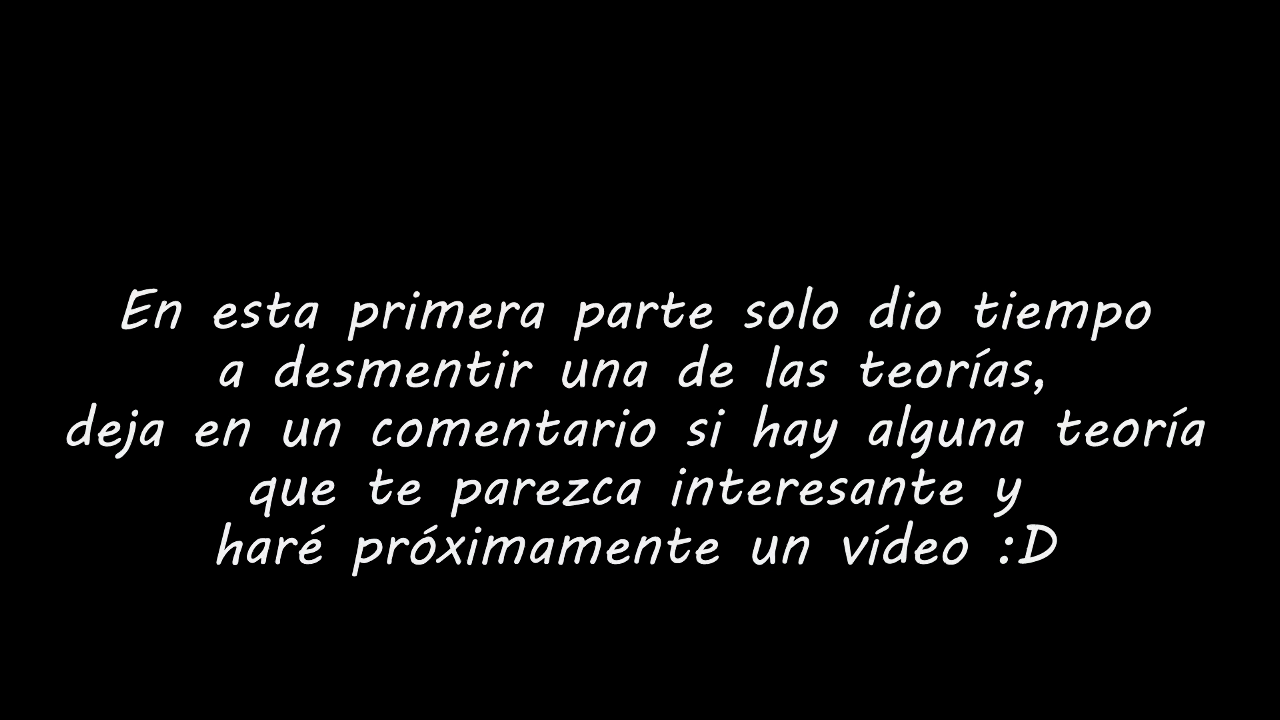 En esta primera parte solo dio tiempo
a desmentir una de las teorías,
deja en un comentario si hay alguna teoría
que te parezca interesante y
haré próximamente un vídeo :D